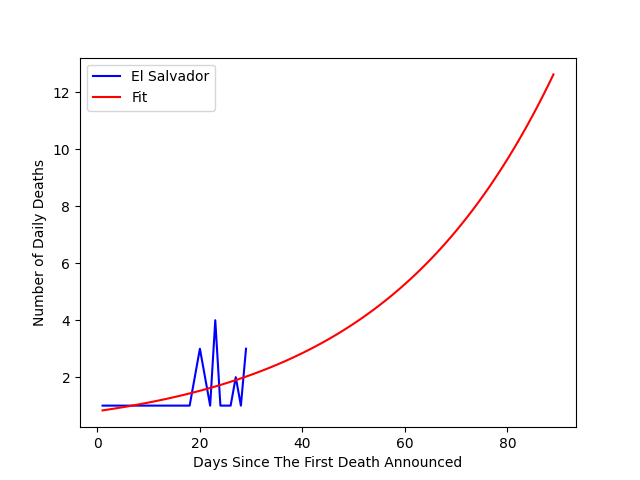 El Salvador
Fit
12
10
8
6
4
2
Number of Daily Deaths
0 20 40 60 80
Days Since The First Death Announced